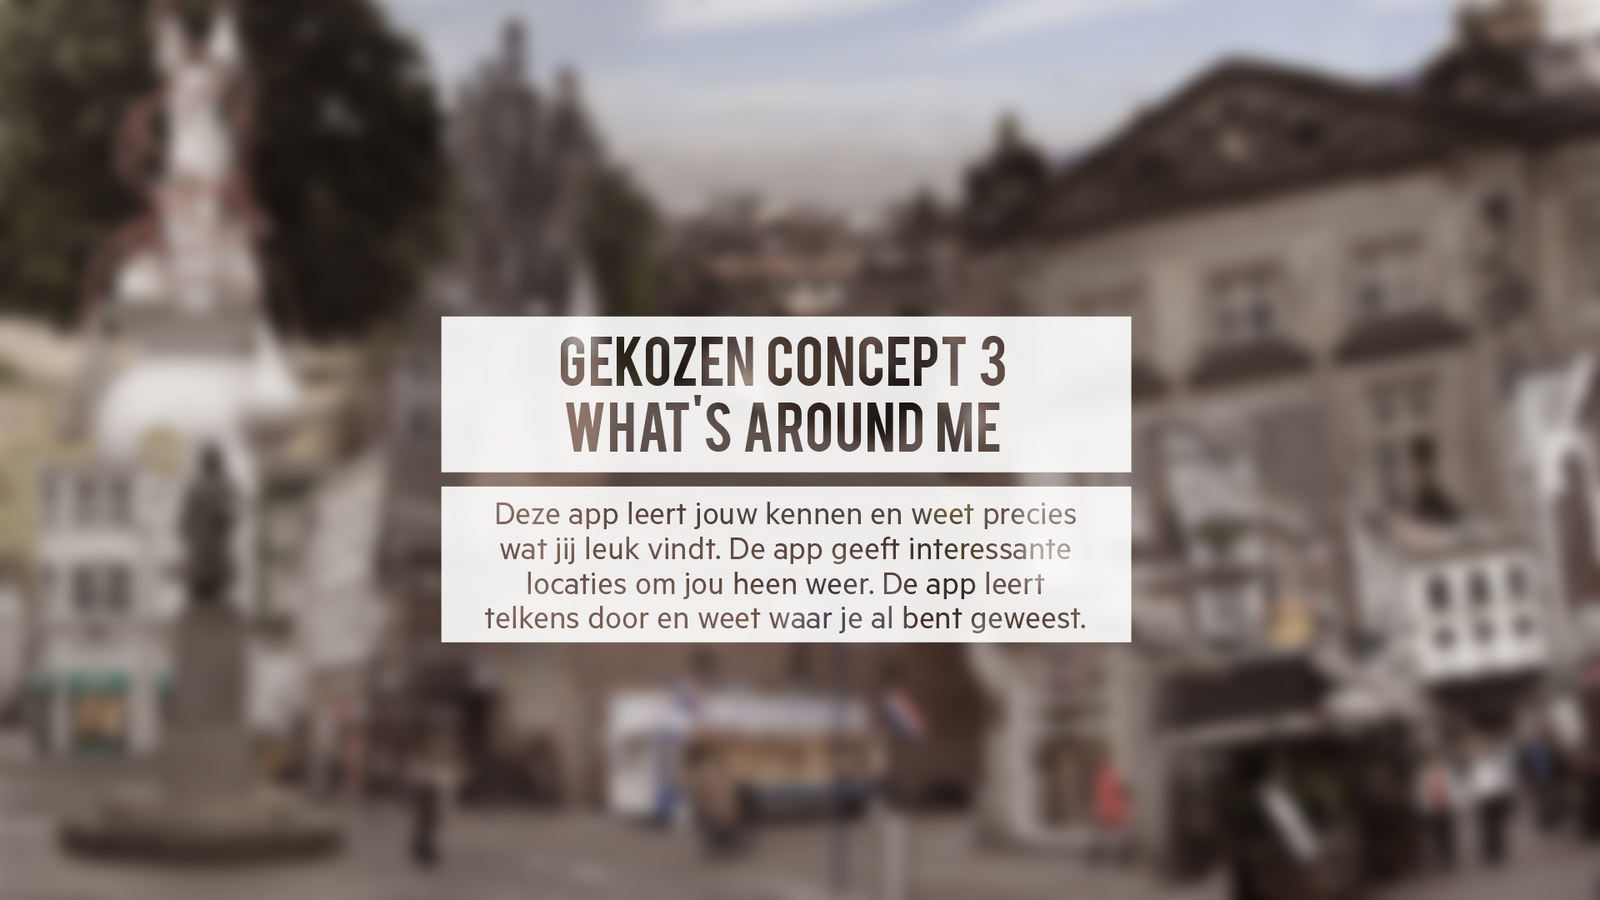 GEKOZEN CONCEPT 3
WHAT'S AROUND ME
Deze app leert jouw kennen en weet precies
wat jij leuk vindt. De app geeft interessante
locaties om jou heen weer. De app leert
telkens door en weet waar je al bent geweest.